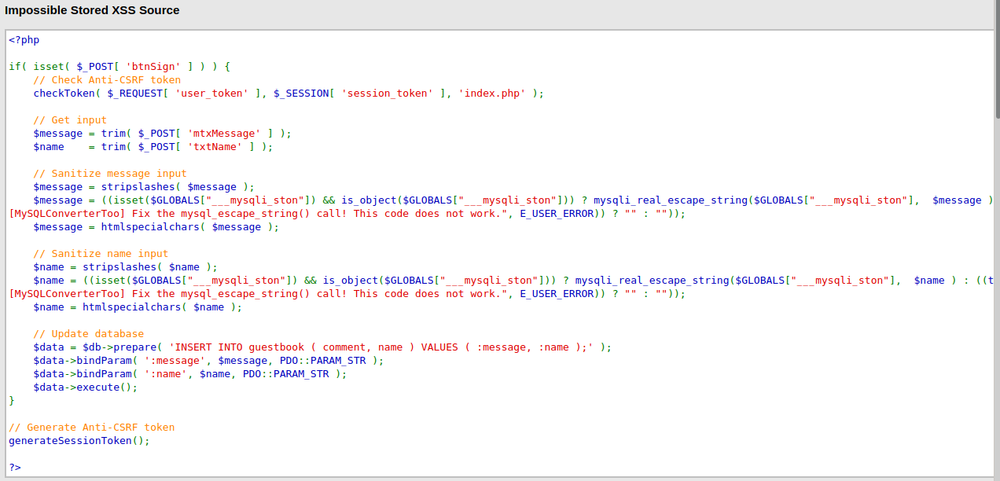 Impossible Stored XSS Source
<?php
if( isset( $_POST[ 'btnSign' ] ) ) {
    // Check Anti-CSRF token
    checkToken( $_REQUEST[ 'user_token' ], $_SESSION[ 'session_token' ], 'index.php' );
    // Get input
    $message = trim( $_POST[ 'mtxMessage' ] );
    $name    = trim( $_POST[ 'txtName' ] );
    // Sanitize message input
    $message = stripslashes( $message );
    $message = ((isset($GLOBALS["___mysqli_ston"]) && is_object($GLOBALS["___mysqli_ston"])) ? mysqli_real_escape_string($GLOBALS["___mysqli_ston"],  $message )
[MySQLConverterToo] Fix the mysql_escape_string() call! This code does not work.", E_USER_ERROR)) ? "" : ""));
    $message = htmlspecialchars( $message );
    // Sanitize name input
    $name = stripslashes( $name );
    $name = ((isset($GLOBALS["___mysqli_ston"]) && is_object($GLOBALS["___mysqli_ston"])) ? mysqli_real_escape_string($GLOBALS["___mysqli_ston"],  $name ) : ((t
[MySQLConverterToo] Fix the mysql_escape_string() call! This code does not work.", E_USER_ERROR)) ? "" : ""));
    $name = htmlspecialchars( $name );
    // Update database
    $data = $db->prepare( 'INSERT INTO guestbook ( comment, name ) VALUES ( :message, :name );' );
    $data->bindParam( ':message', $message, PDO::PARAM_STR );
    $data->bindParam( ':name', $name, PDO::PARAM_STR );
    $data->execute();
}
// Generate Anti-CSRF token
generateSessionToken();
?>